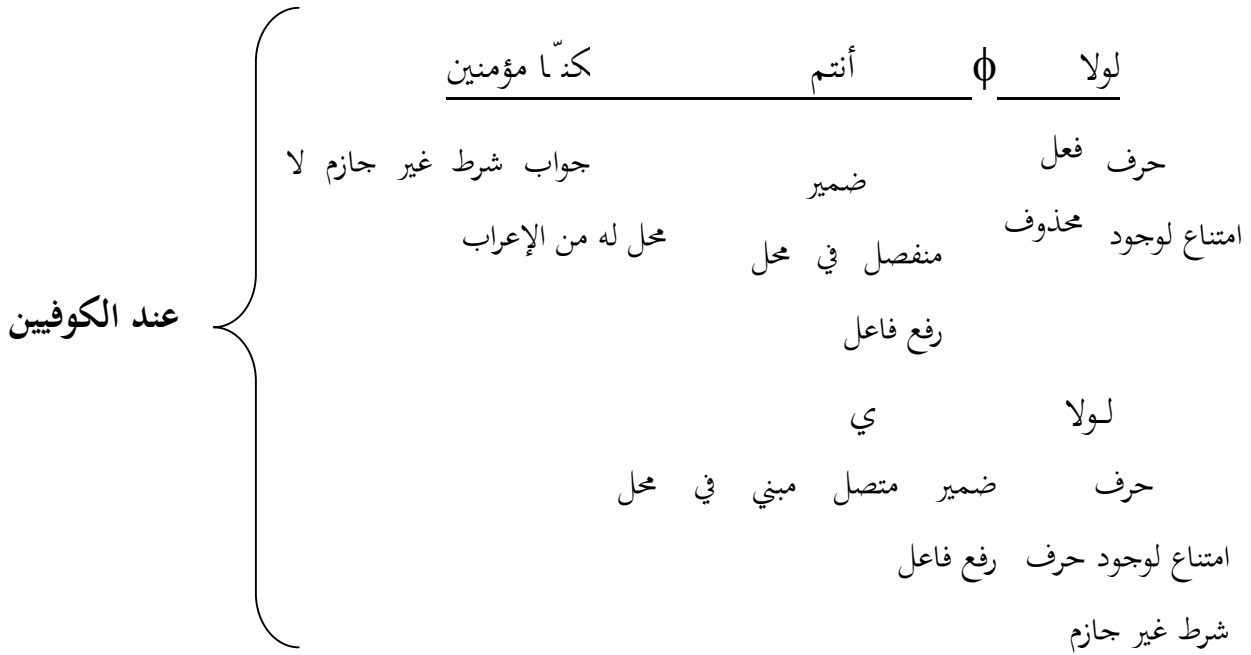 لولا ϕ أنتم كنّا مؤمنين
حرف فعل ضمير جواب شرط غير جازم لا
امتناع لوجود محذوف منفصل في محل محل له من الإعراب
رفع فاعل
عند الكوفيين
لولا ي
حرف ضمير متصل مبني في محل
امتناع لوجود حرف رفع فاعل
شرط غير جازم